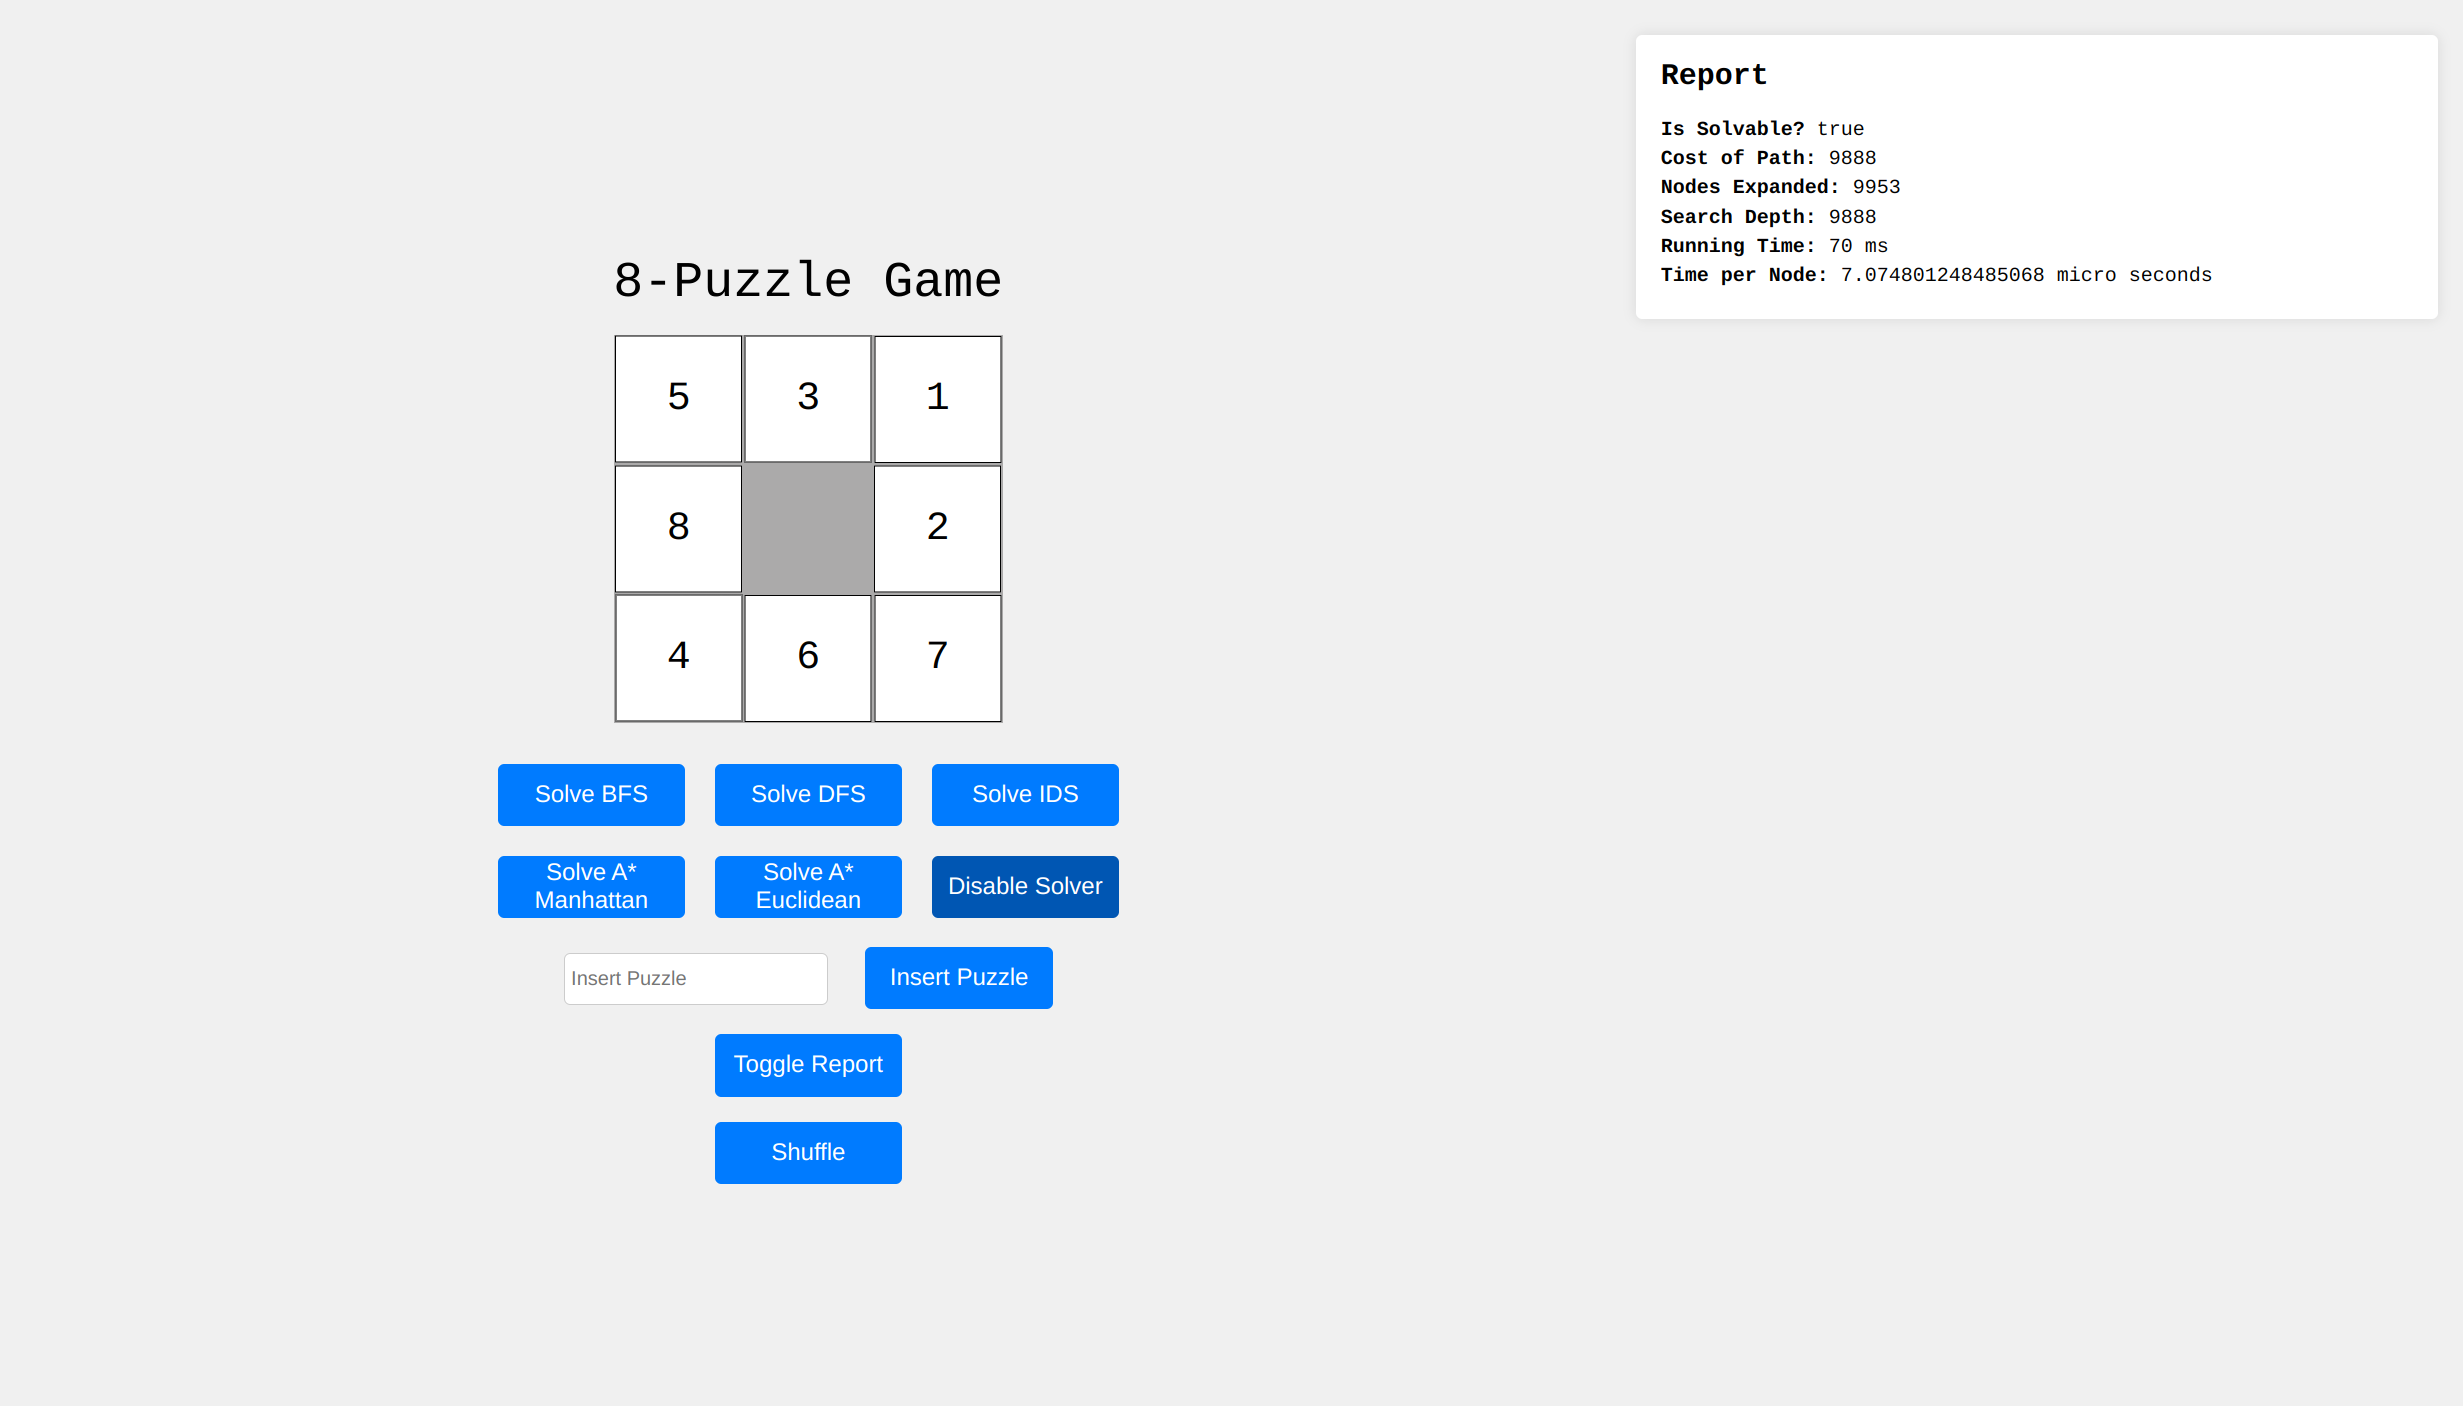 Report
Is Solvable? true
Cost of Path: 9888
Nodes Expanded: 9953
Search Depth: 9888
Running Time: 70 ms
Time per Node: 7.074801248485068 micro seconds
8-Puzzle Game
5 3 1
8 2
4 6 7
Solve BFS Solve DFS Solve IDS
Solve A* Manhattan Solve A* Euclidean Disable Solver
Insert Puzzle Insert Puzzle
Toggle Report
Shuffle